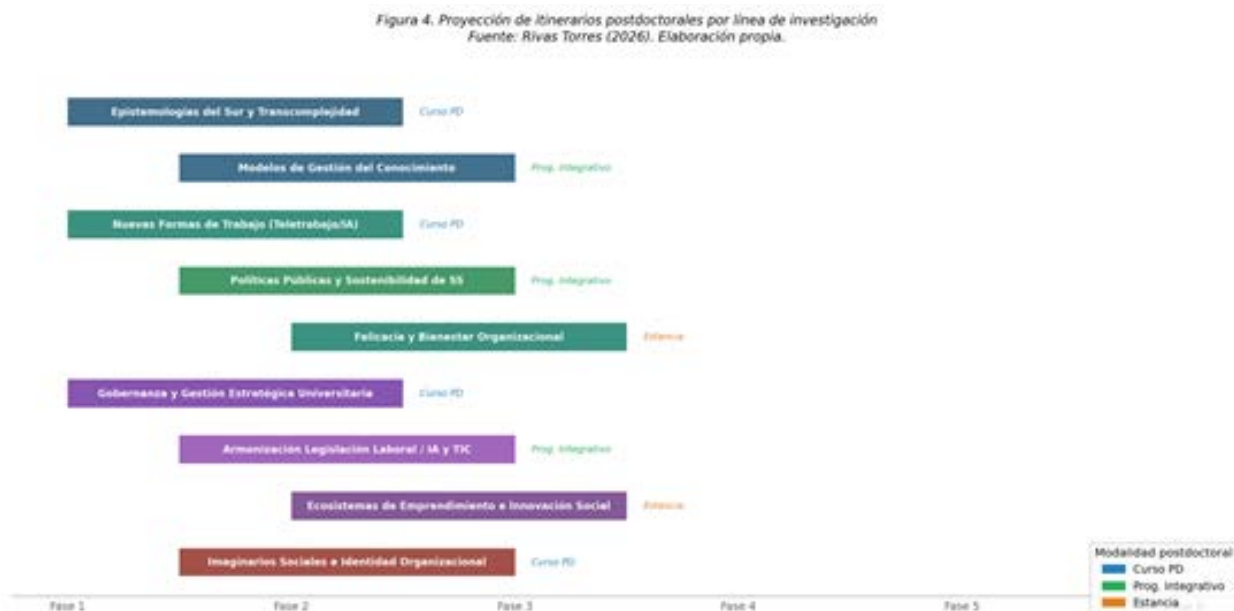 Figura 4. Proyección de itinerarios postdoctorales por línea de investigación
Fuente: Rivas Torres (2026). Elaboración propia.
Epistemologías del Sur y Transcomplejidad
Curso PD
Modelos de Gestión del Conocimiento
Prog. Integrativo
Nuevas Formas de Trabajo (Teletrabajo/IA)
Curso PD
Políticas Públicas y Sostenibilidad de SS
Prog. Integrativo
Felicacia y Bienestar Organizacional
Estancia
Gobernanza y Gestión Estratégica Universitaria
Curso PD
Armonización Legislación Laboral / IA y TIC
Prog. Integrativo
Ecosistemas de Emprendimiento e Innovación Social
Estancia
Imaginarios Sociales e Identidad Organizacional
Curso PD
Modalidad postdoctoral
Curso PD
Prog. Integrativo
Estancia
Fase 1 Fase 2 Fase 3 Fase 4 Fase 5